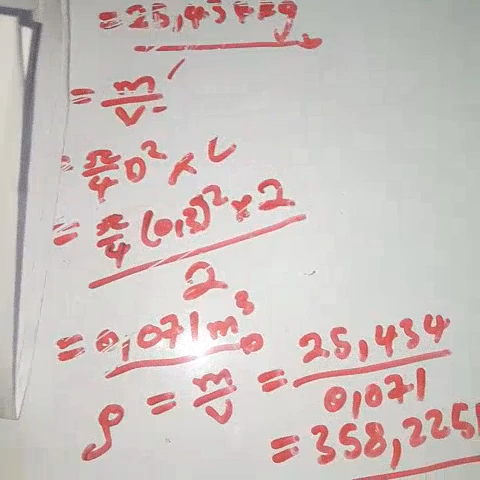 = 25,434 kg
= m/V
= π/4 D² × L
= π/4 (0,3)² × 2
2
= 0,071 m³
ρ = m/V = 25,434/0,071
= 358,225